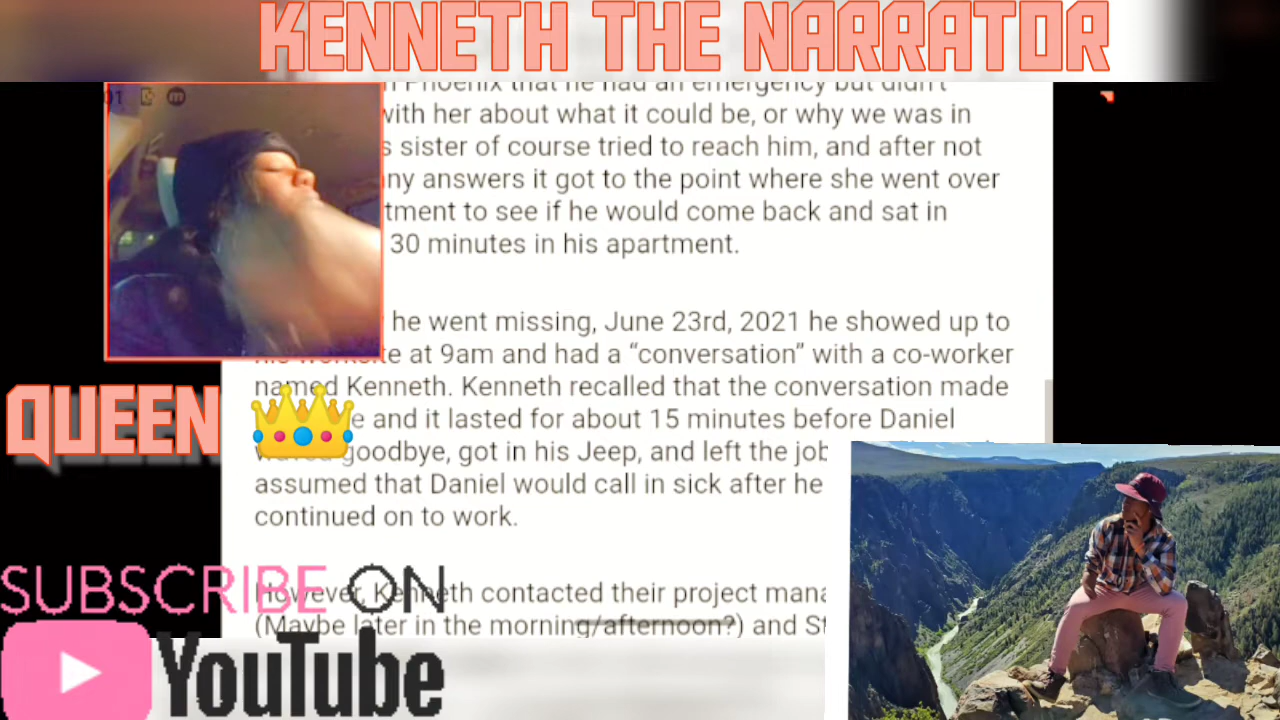 KENNETH THE NARRATOR
Phoenix that he had an emergency but didn't
with her about what it could be, or why we was in
sister of course tried to reach him, and after not
answers it got to the point where she went over
to see if he would come back and sat in
30 minutes in his apartment.
he went missing, June 23rd, 2021 he showed up to
at 9am and had a “conversation” with a co-worker
named Kenneth. Kenneth recalled that the conversation made
and it lasted for about 15 minutes before Daniel
QUEEN 👑
goodbye, got in his Jeep, and left the job
assumed that Daniel would call in sick after he
continued on to work.
However, Kenneth contacted their project
(Maybe later in the morning/afternoon?) and
SUBSCRIBE ON
YouTube